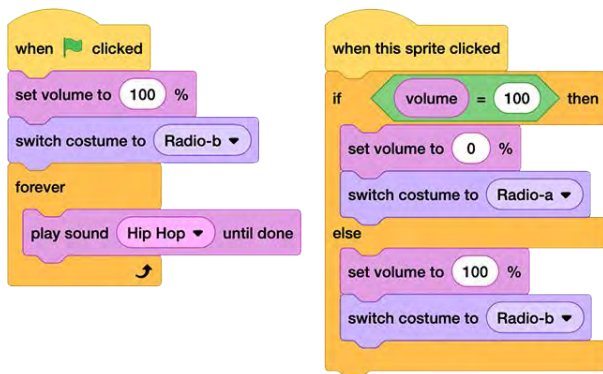 when clicked
set volume to 100 %
switch costume to Radio-b
forever
play sound Hip Hop until done
when this sprite clicked
if volume = 100 then
set volume to 0 %
switch costume to Radio-a
else
set volume to 100 %
switch costume to Radio-b